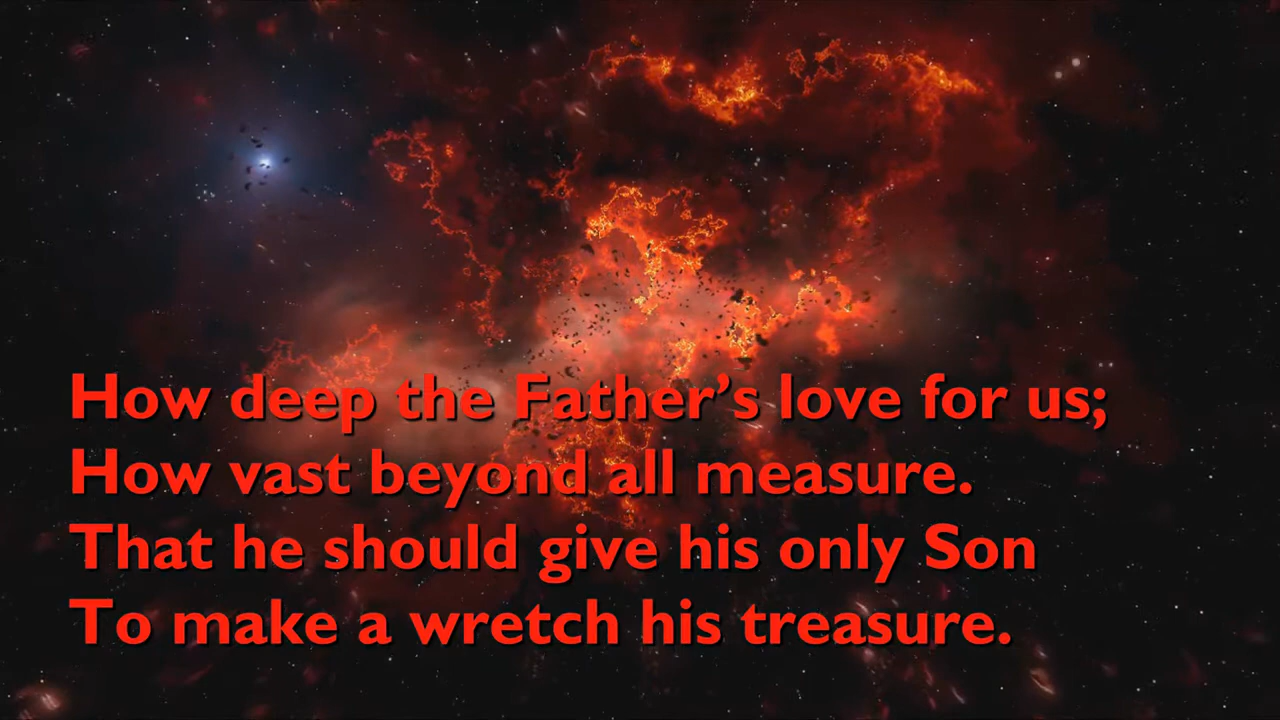 How deep the Father’s love for us;
How vast beyond all measure.
That he should give his only Son
To make a wretch his treasure.